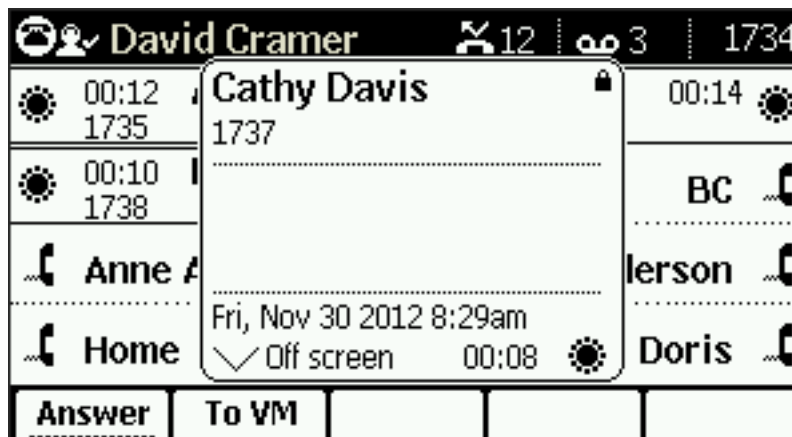 David Cramer 12 3 1734
Cathy Davis
1737
00:12
1735
00:14
00:10
1738
BC
Anne
lerson
Fri, Nov 30 2012 8:29am
Off screen 00:08
Home
Doris
Answer To VM